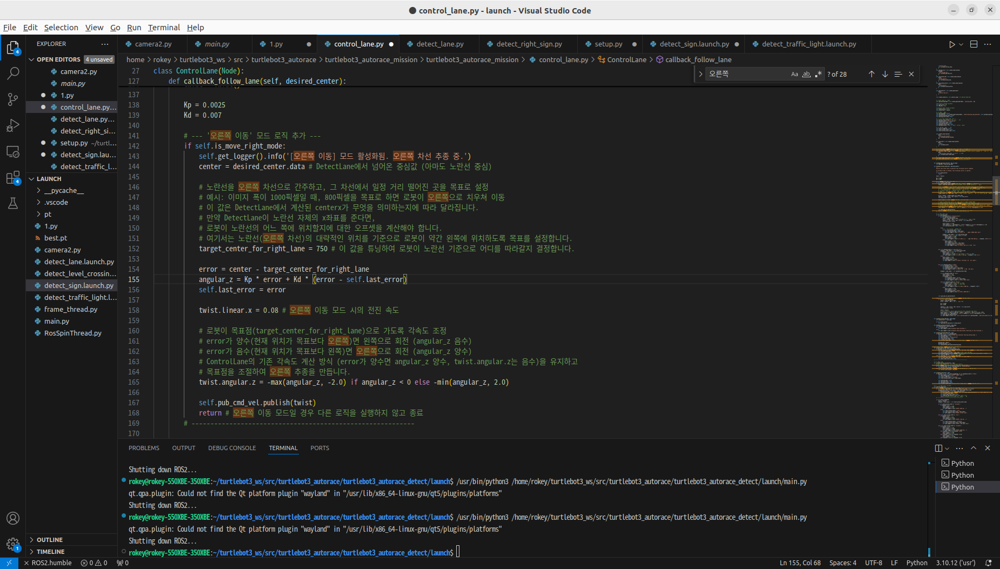 control_lane.py - launch - Visual Studio Code
File Edit Selection View Go Run Terminal Help
EXPLORER
camera2.py main.py 1.py control_lane.py detect_lane.py detect_right_sign.py setup.py detect_sign.launch.py detect_traffic_light.launch.py
home > rokey > turtlebot3_ws > src > turtlebot3_autorace > turtlebot3_autorace_mission > turtlebot3_autorace_mission > control_lane.py > ControlLane > callback_follow_lane
오른쪽 Aa ab .* ? of 28
OPEN EDITORS 4 unsaved
camera2.py
main.py
1.py
control_lane.py...
detect_lane.py...
detect_right_si...
setup.py ~/turtl...
detect_sign.lau...
detect_traffic_l...
LAUNCH
__pycache__
.vscode
pt
1.py
best.pt
camera2.py
detect_lane.launch.py
detect_level_crossin...
detect_sign.launch.py
detect_traffic_light.l...
frame_thread.py
main.py
RosSpinThread.py
OUTLINE
TIMELINE
27 class ControlLane(Node):
127 def callback_follow_lane(self, desired_center):
137
138 Kp = 0.0025
139 Kd = 0.007
140
141 # --- '오른쪽 이동' 모드 로직 추가 ---
142 if self.is_move_right_mode:
143 self.get_logger().info('[오른쪽 이동] 모드 활성화됨. 오른쪽 차선 추종 중.')
144 center = desired_center.data # DetectLane에서 넘어온 중심값 (아마도 노란선 중심)
145
146 # 노란선을 오른쪽 차선으로 간주하고, 그 차선에서 일정 거리 떨어진 곳을 목표로 설정
147 # 예시: 이미지 폭이 1000픽셀일 때, 800픽셀을 목표로 하면 로봇이 오른쪽으로 치우쳐 이동
148 # 이 값은 DetectLane에서 계산된 centerx가 무엇을 의미하는지에 따라 달라집니다.
149 # 만약 DetectLane이 노란선 자체의 x좌표를 준다면,
150 # 로봇이 노란선의 어느 쪽에 위치할지에 대한 오프셋을 계산해야 합니다.
151 # 여기서는 노란선(오른쪽 차선)의 대략적인 위치를 기준으로 로봇이 약간 왼쪽에 위치하도록 목표를 설정합니다.
152 target_center_for_right_lane = 750 # 이 값을 튜닝하여 로봇이 노란선 기준으로 어디를 따라갈지 결정합니다.
153
154 error = center - target_center_for_right_lane
155 angular_z = Kp * error + Kd * (error - self.last_error)
156 self.last_error = error
157
158 twist.linear.x = 0.08 # 오른쪽 이동 모드 시의 전진 속도
159
160 # 로봇이 목표점(target_center_for_right_lane)으로 가도록 각속도 조정
161 # error가 양수(현재 위치가 목표보다 오른쪽)면 왼쪽으로 회전 (angular_z 음수)
162 # error가 음수(현재 위치가 목표보다 왼쪽)면 오른쪽으로 회전 (angular_z 양수)
163 # ControlLane의 기존 각속도 계산 방식 (error가 양수면 angular_z 양수, twist.angular.z는 음수)을 유지하고
164 # 목표점을 조절하여 오른쪽 추종을 만듭니다.
165 twist.angular.z = -max(angular_z, -2.0) if angular_z < 0 else -min(angular_z, 2.0)
166
167 self.pub_cmd_vel.publish(twist)
168 return # 오른쪽 이동 모드일 경우 다른 로직을 실행하지 않고 종료
169 # -----------------------------------------------------------
170
PROBLEMS OUTPUT DEBUG CONSOLE TERMINAL PORTS
Shutting down ROS2...
rokey@rokey-550XBE-350XBE:~/turtlebot3_ws/src/turtlebot3_autorace/turtlebot3_autorace_detect/launch$ /usr/bin/python3 /home/rokey/turtlebot3_ws/src/turtlebot3_autorace/turtlebot3_autorace_detect/launch/main.py
qt.qpa.plugin: Could not find the Qt platform plugin "wayland" in "/usr/lib/x86_64-linux-gnu/qt5/plugins/platforms"
Shutting down ROS2...
rokey@rokey-550XBE-350XBE:~/turtlebot3_ws/src/turtlebot3_autorace/turtlebot3_autorace_detect/launch$ /usr/bin/python3 /home/rokey/turtlebot3_ws/src/turtlebot3_autorace/turtlebot3_autorace_detect/launch/main.py
qt.qpa.plugin: Could not find the Qt platform plugin "wayland" in "/usr/lib/x86_64-linux-gnu/qt5/plugins/platforms"
Shutting down ROS2...
rokey@rokey-550XBE-350XBE:~/turtlebot3_ws/src/turtlebot3_autorace/turtlebot3_autorace_detect/launch$
Python
Python
Python
4
4
1
ROS2.humble 0 0 0 Ln 155, Col 68 Spaces: 4 UTF-8 LF Python 3.10.12 ('usr')